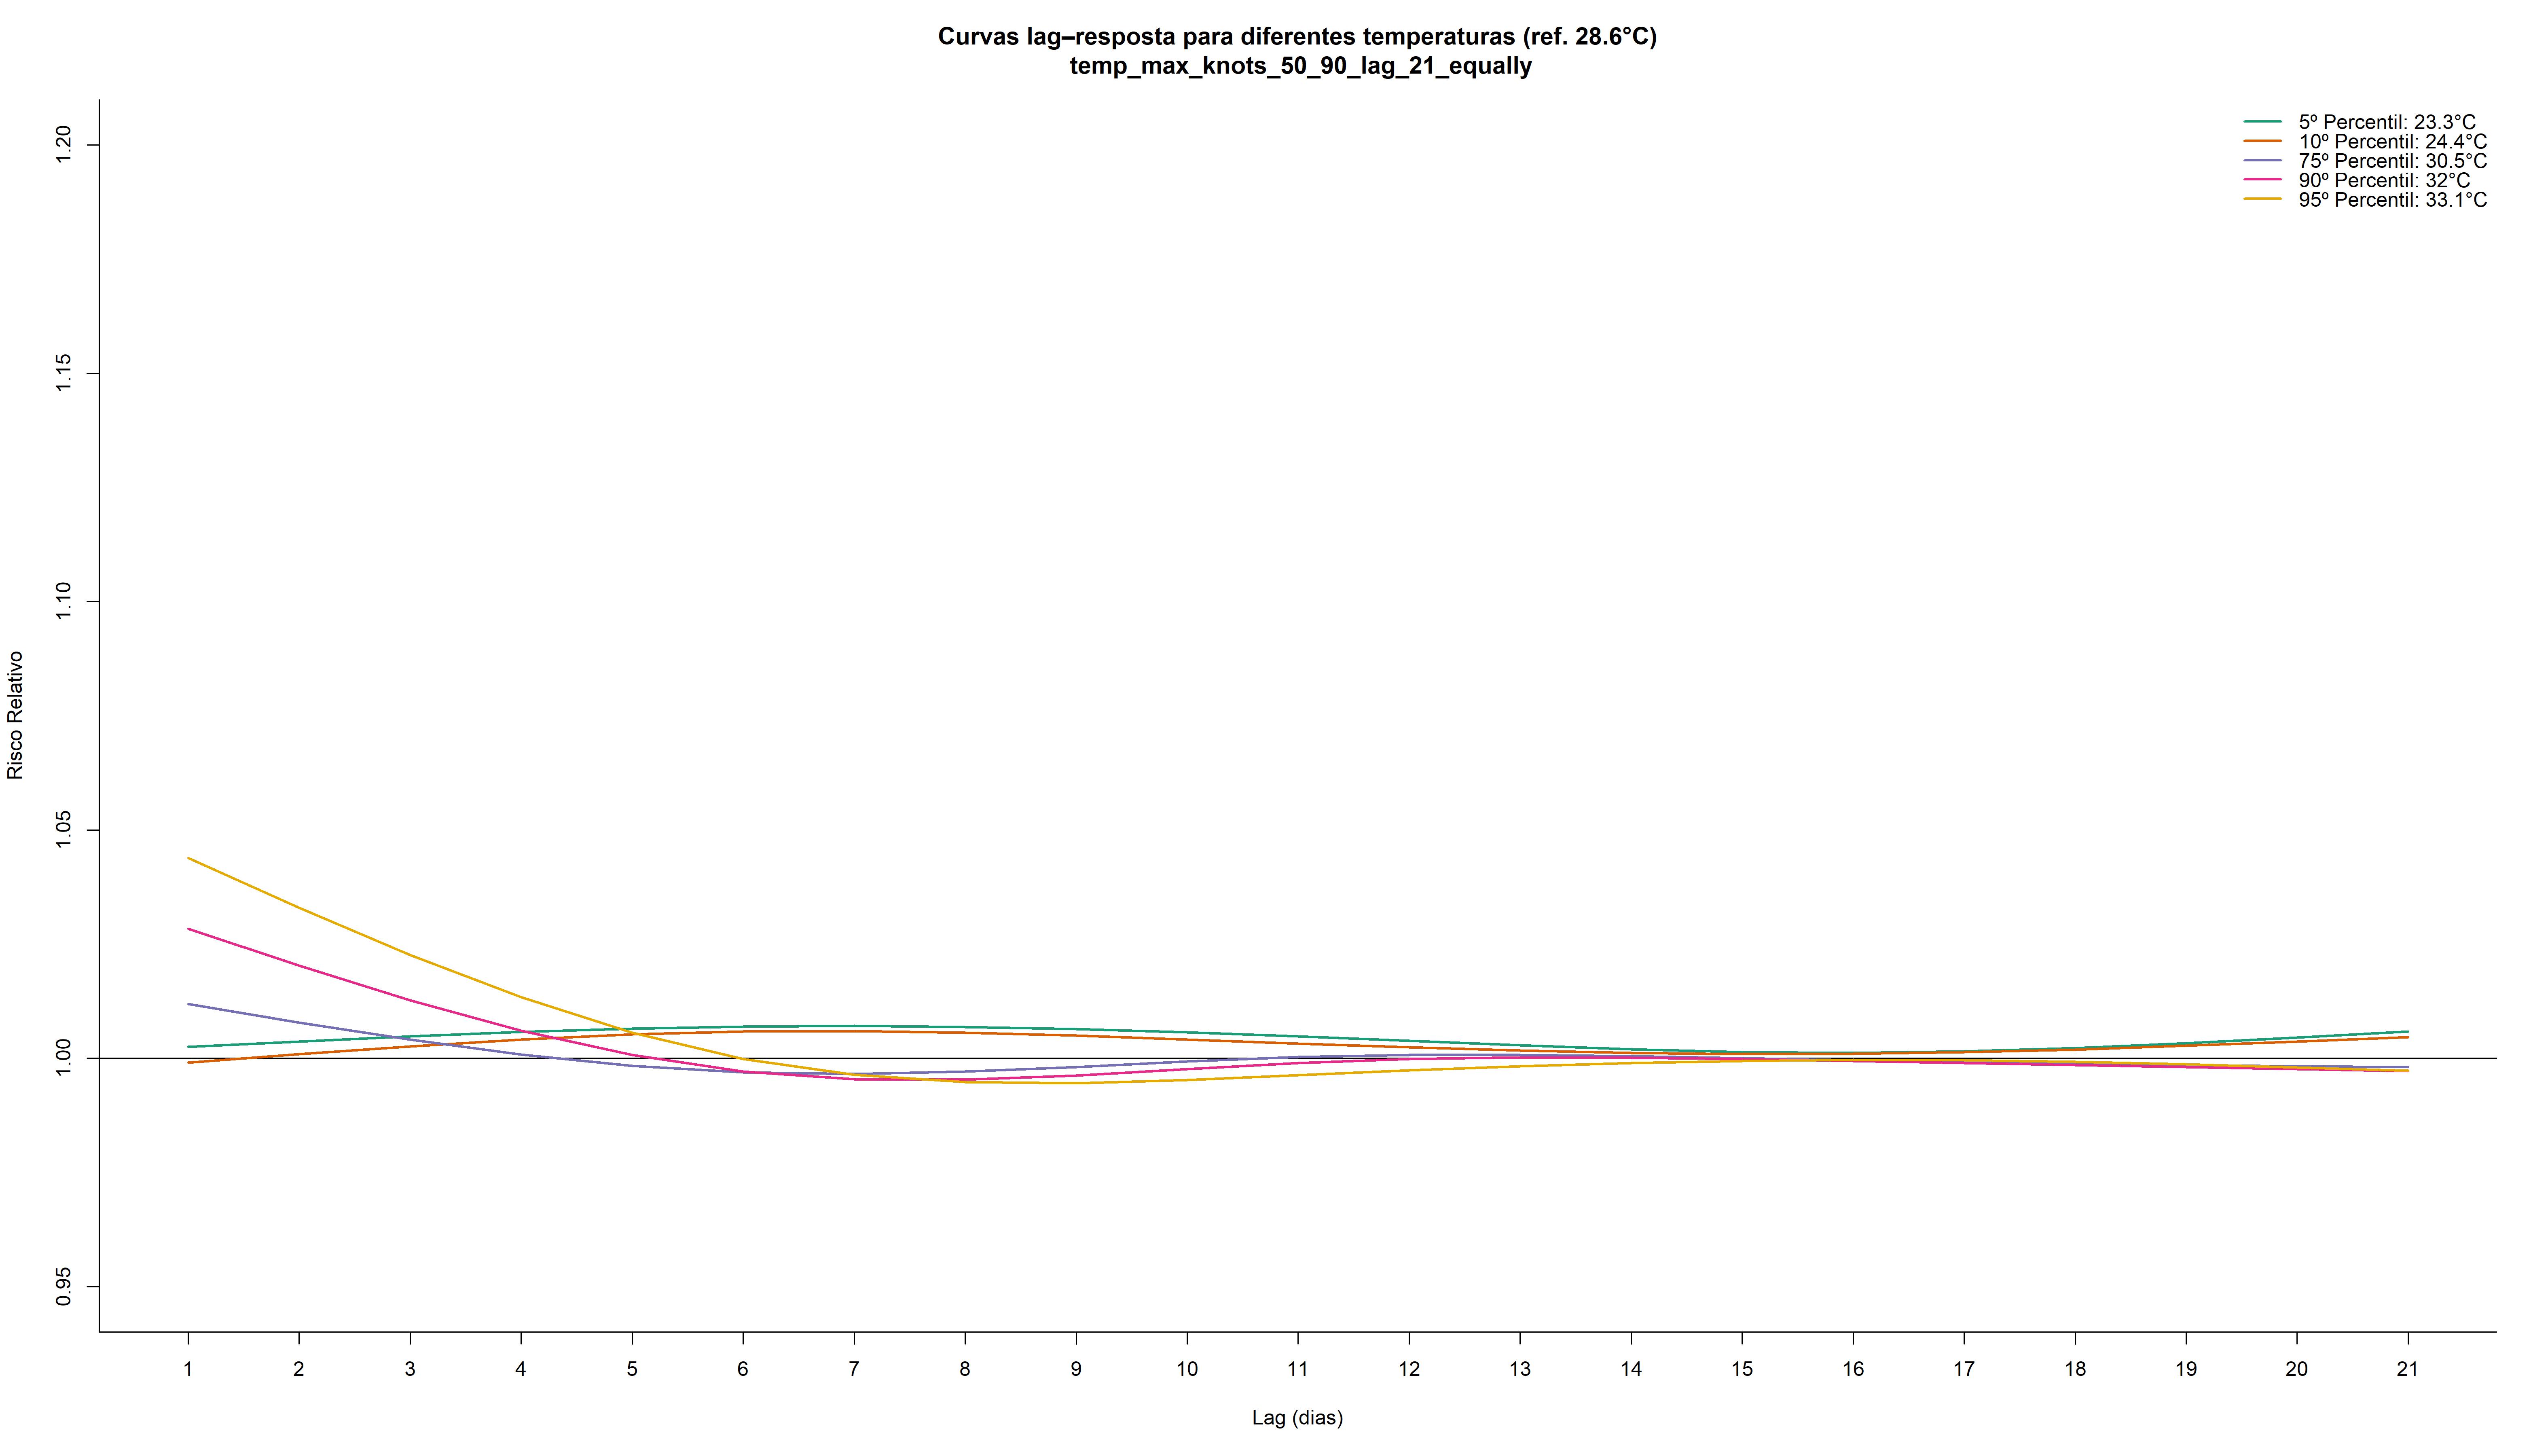 Curvas lag–resposta para diferentes temperaturas (ref. 28.6°C)
temp_max_knots_50_90_lag_21_equally
5º Percentil: 23.3°C
10º Percentil: 24.4°C
75º Percentil: 30.5°C
90º Percentil: 32°C
95º Percentil: 33.1°C
Risco Relativo
1.20
1.15
1.10
1.05
1.00
0.95
1 2 3 4 5 6 7 8 9 10 11 12 13 14 15 16 17 18 19 20 21
Lag (dias)